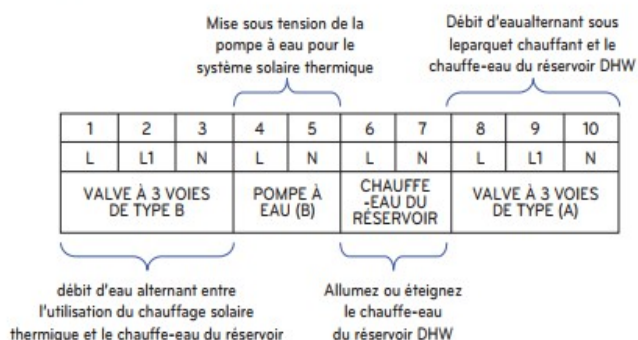 Mise sous tension de la
pompe à eau pour le
système solaire thermique
Débit d'eaualternant sous
leparquet chauffant et le
chauffe-eau du réservoir DHW
1 2 3 4 5 6 7 8 9 10
L L1 N L N L N L L1 N
VALVE À 3 VOIES
DE TYPE B
POMPE À
EAU (B)
CHAUFFE
-EAU DU
RÉSERVOIR
VALVE À 3 VOIES
DE TYPE (A)
débit d'eau alternant entre
l'utilisation du chauffage solaire
thermique et le chauffe-eau du réservoir
Allumez ou éteignez
le chauffe-eau
du réservoir DHW